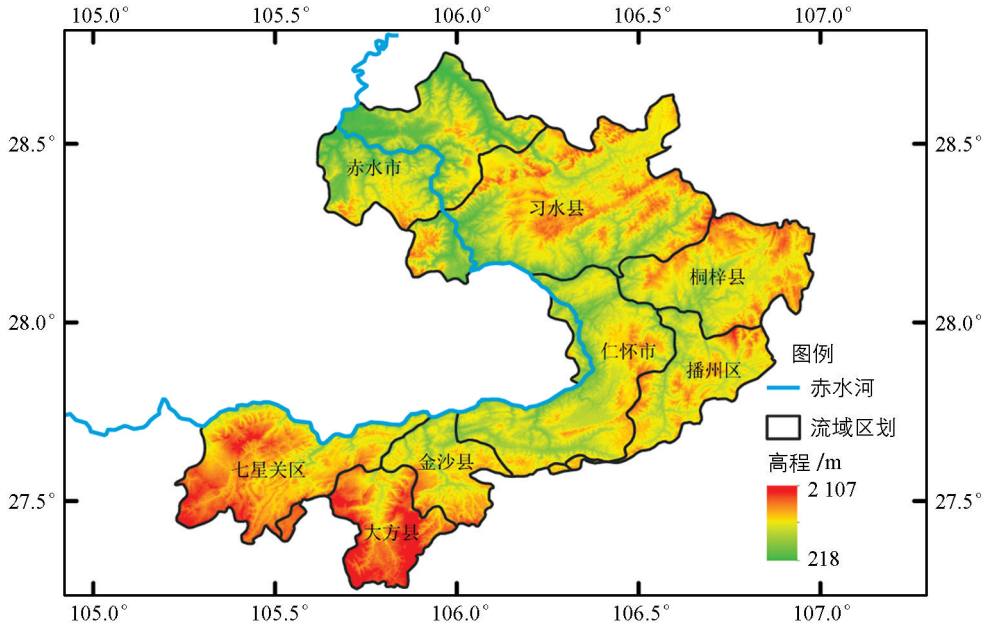 105.0° 105.5° 106.0° 106.5° 107.0°
28.5° 28.5°
赤水市
习水县
桐梓县
28.0° 28.0°
仁怀市
图例
播州区
赤水河
流域区划
金沙县
高程 /m
七星关区
2 107
27.5° 27.5°
大方县
218
105.0° 105.5° 106.0° 106.5° 107.0°